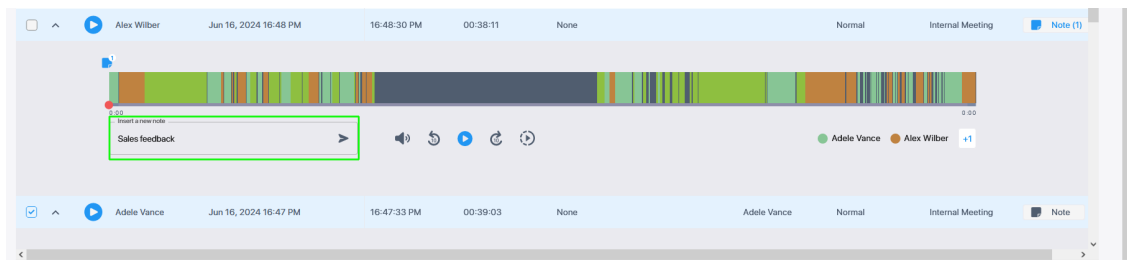 Alex Wilber Jun 16, 2024 16:48 PM 16:48:30 PM 00:38:11 None Normal Internal Meeting Note (1)
1
0:00 0:00
Insert a new note
Sales feedback
Adele Vance Alex Wilber +1
Adele Vance Jun 16, 2024 16:47 PM 16:47:33 PM 00:39:03 None Adele Vance Normal Internal Meeting Note